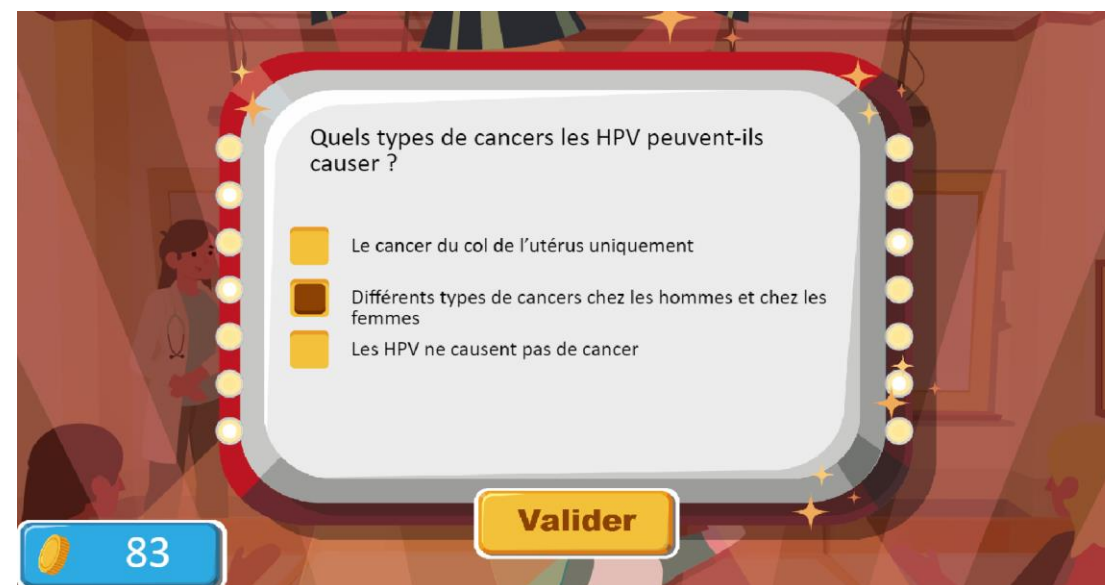 Quels types de cancers les HPV peuvent-ils
causer ?
Le cancer du col de l’utérus uniquement
Différents types de cancers chez les hommes et chez les
femmes
Les HPV ne causent pas de cancer
Valider
83